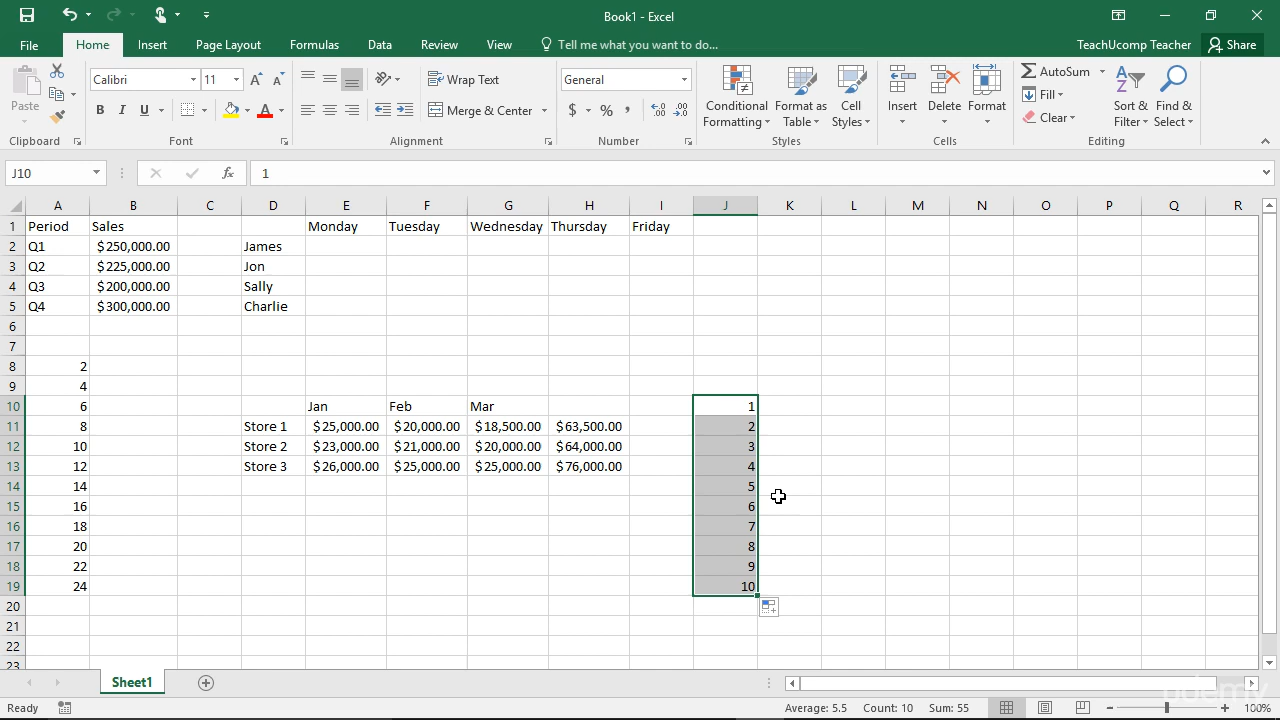 Book1 - Excel
File Home Insert Page Layout Formulas Data Review View Tell me what you want to do... TeachUcomp Teacher Share
Paste
Calibri 11
Wrap Text
Merge & Center
General
$ % ,
Conditional Formatting
Format as Table
Cell Styles
Insert Delete Format
AutoSum
Fill
Clear
Sort & Filter
Find & Select
Clipboard Font Alignment Number Styles Cells Editing
J10 fx 1
A B C D E F G H I J K L M N O P Q R
1 Period Sales Monday Tuesday Wednesday Thursday Friday
2 Q1 $250,000.00 James
3 Q2 $225,000.00 Jon
4 Q3 $200,000.00 Sally
5 Q4 $300,000.00 Charlie
6
7
8 2
9 4
10 6 Jan Feb Mar 1
11 8 Store 1 $25,000.00 $20,000.00 $18,500.00 $63,500.00 2
12 10 Store 2 $23,000.00 $21,000.00 $20,000.00 $64,000.00 3
13 12 Store 3 $26,000.00 $25,000.00 $25,000.00 $76,000.00 4
14 14 5
15 16 6
16 18 7
17 20 8
18 22 9
19 24 10
20
21
22
23
Sheet1
udemy
Ready Average: 5.5 Count: 10 Sum: 55 100%